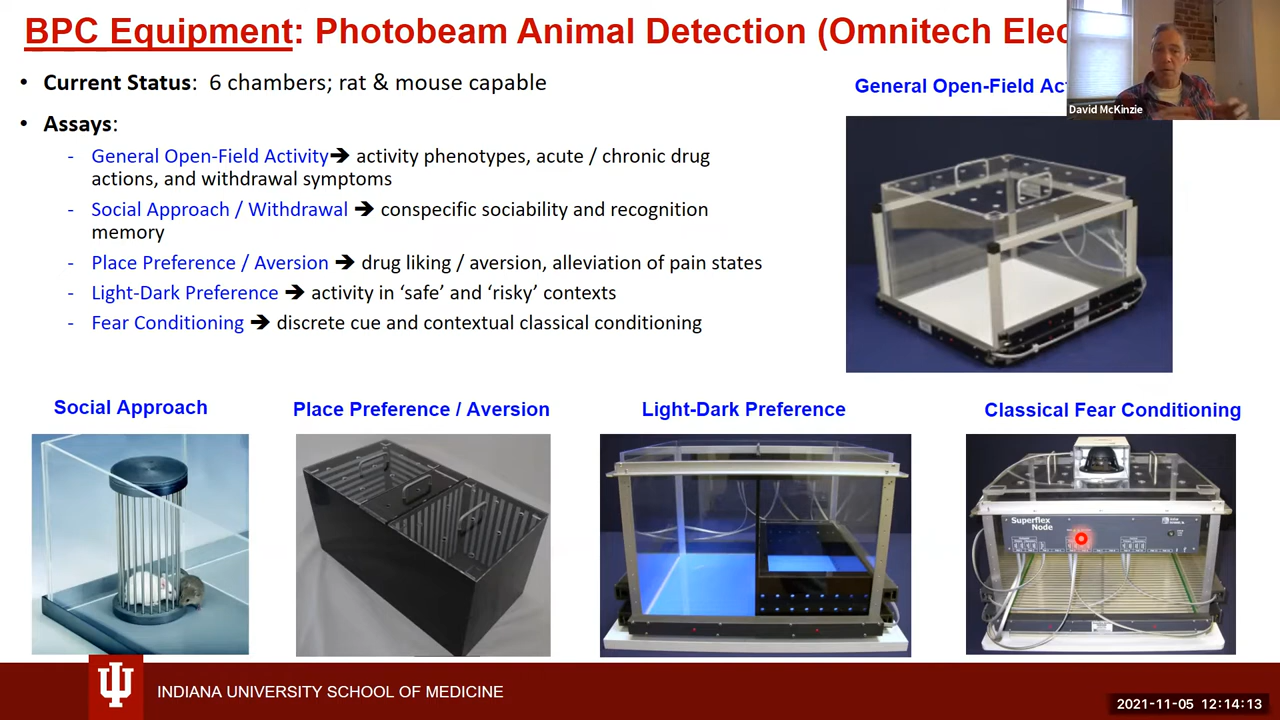 BPC Equipment: Photobeam Animal Detection (Omnitech Elec
David McKinzie
• Current Status: 6 chambers; rat & mouse capable
General Open-Field Act
• Assays:
- General Open-Field Activity➔ activity phenotypes, acute / chronic drug
actions, and withdrawal symptoms
- Social Approach / Withdrawal ➔ conspecific sociability and recognition
memory
- Place Preference / Aversion ➔ drug liking / aversion, alleviation of pain states
- Light-Dark Preference ➔ activity in ‘safe’ and ‘risky’ contexts
- Fear Conditioning ➔ discrete cue and contextual classical conditioning
Social Approach
Place Preference / Aversion
Light-Dark Preference
Classical Fear Conditioning
Superflex
Node
INDIANA UNIVERSITY SCHOOL OF MEDICINE
2021-11-05 12:14:13